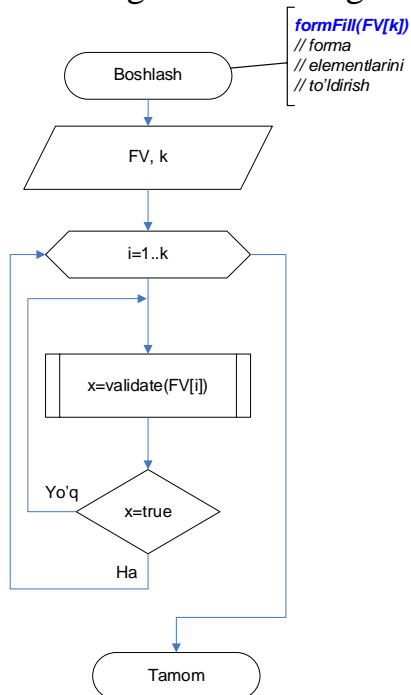 formFill(FV[k])
// forma
// elementlarini
// to'ldirish
Boshlash
FV, k
i=1..k
x=validate(FV[i])
Yo'q
x=true
Ha
Tamom